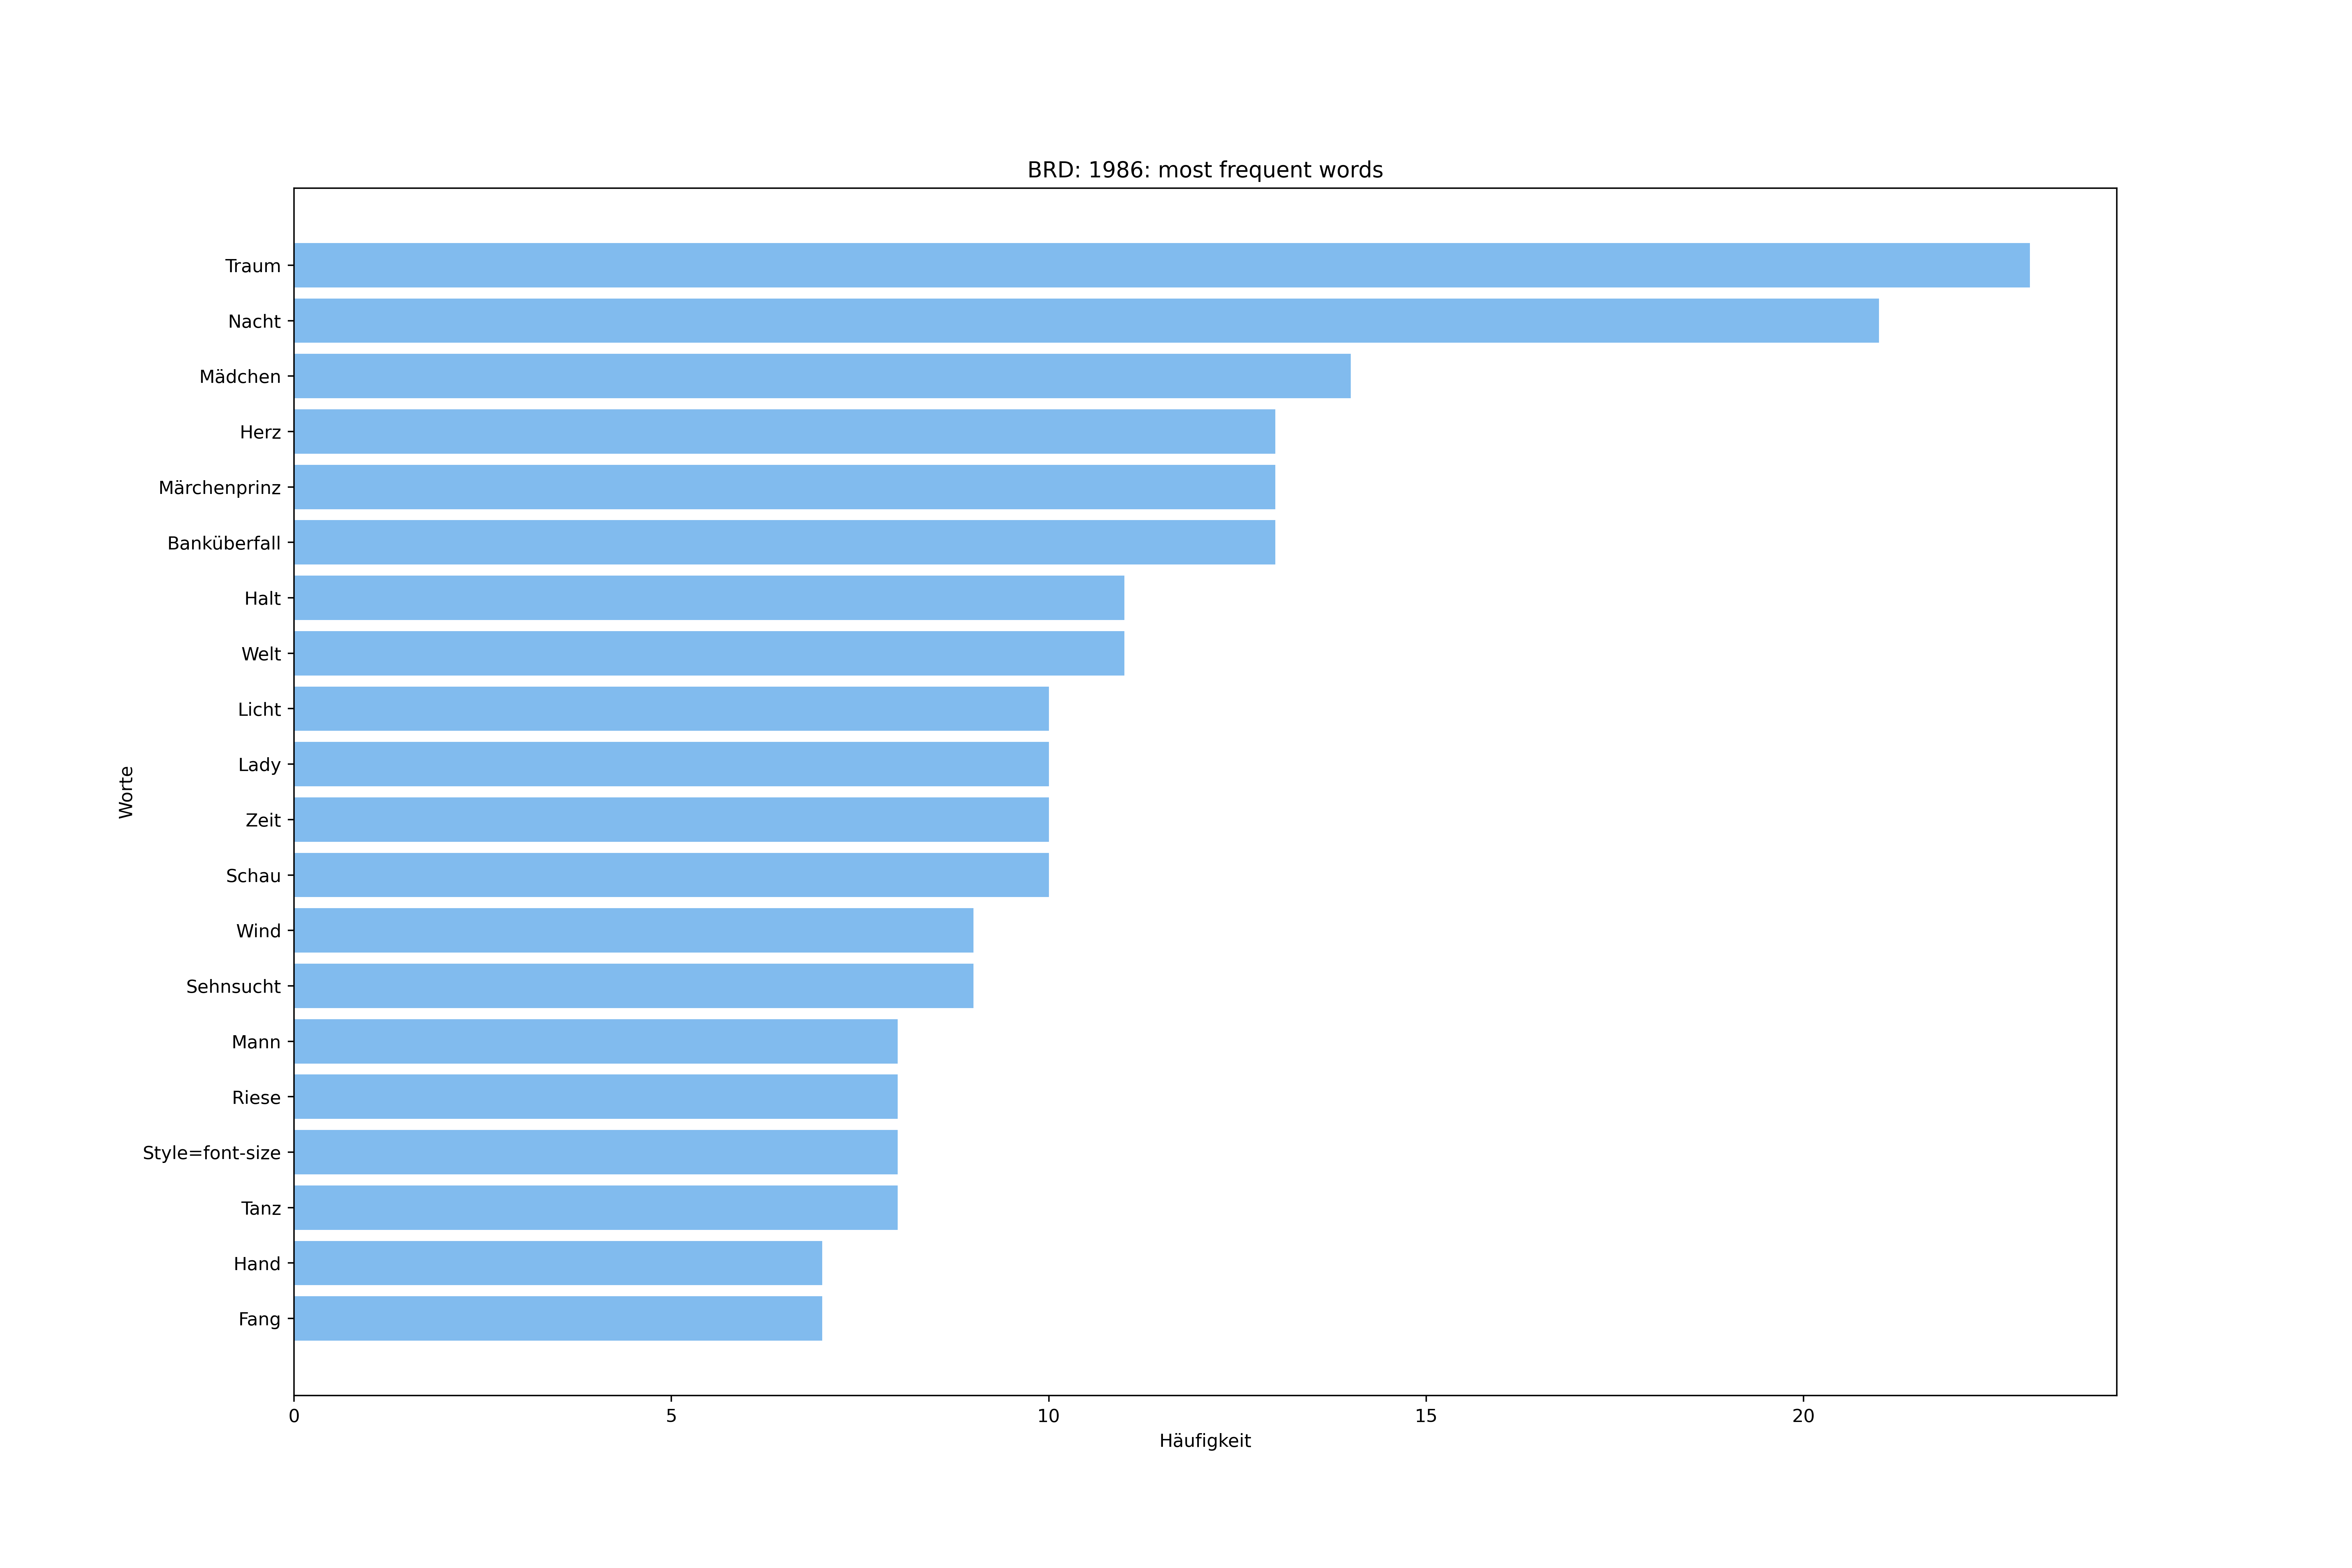 BRD: 1986: most frequent words
Traum
Nacht
Mädchen
Herz
Märchenprinz
Banküberfall
Halt
Welt
Licht
Lady
Zeit
Schau
Wind
Sehnsucht
Mann
Riese
Style=font-size
Tanz
Hand
Fang
Worte
0 5 10 15 20
Häufigkeit